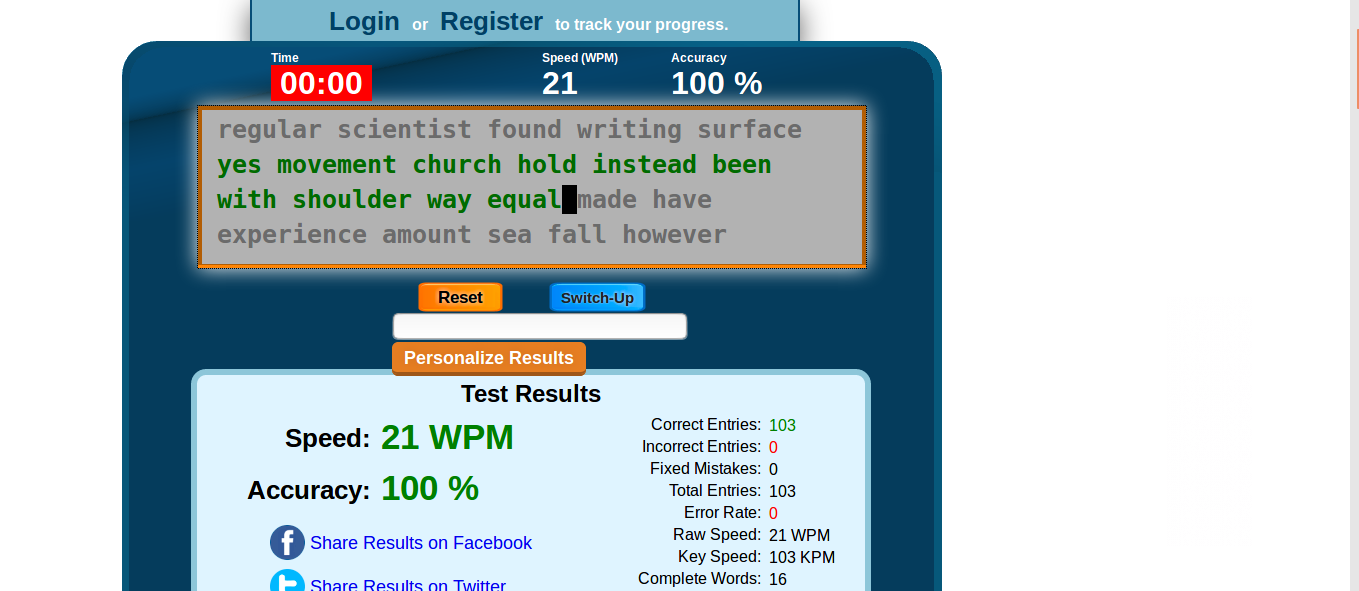 Login or Register to track your progress.
Time Speed (WPM) Accuracy
00:00 21 100 %
regular scientist found writing surface
yes movement church hold instead been
with shoulder way equal made have
experience amount sea fall however
Reset Switch-Up
Personalize Results
Test Results
Speed: 21 WPM
Accuracy: 100 %
Share Results on Facebook
Share Results on Twitter
Correct Entries: 103
Incorrect Entries: 0
Fixed Mistakes: 0
Total Entries: 103
Error Rate: 0
Raw Speed: 21 WPM
Key Speed: 103 KPM
Complete Words: 16